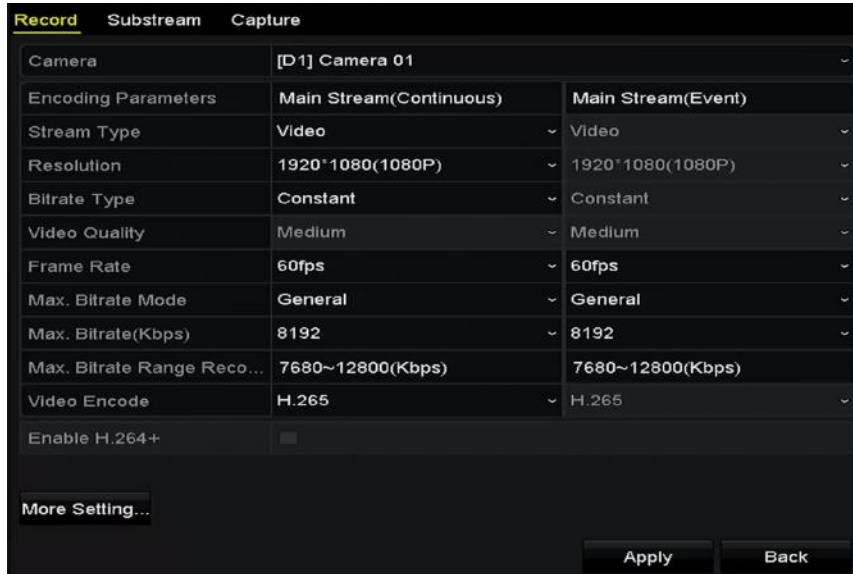 Record Substream Capture
Camera [D1] Camera 01
Encoding Parameters Main Stream(Continuous) Main Stream(Event)
Stream Type Video Video
Resolution 1920*1080(1080P) 1920*1080(1080P)
Bitrate Type Constant Constant
Video Quality Medium Medium
Frame Rate 60fps 60fps
Max. Bitrate Mode General General
Max. Bitrate(Kbps) 8192 8192
Max. Bitrate Range Reco... 7680~12800(Kbps) 7680~12800(Kbps)
Video Encode H.265 H.265
Enable H.264+
More Setting...
Apply Back